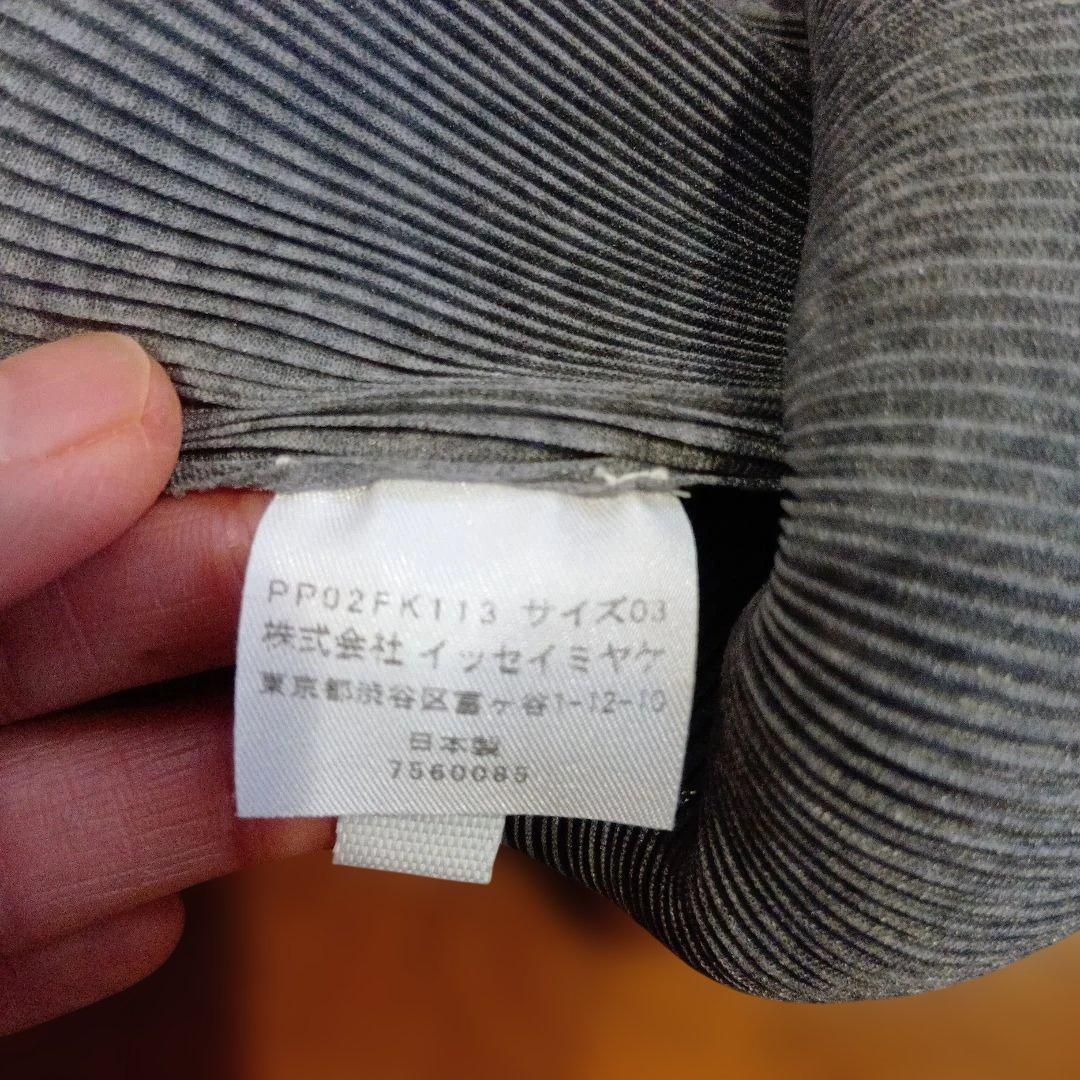 PP02FK113 サイズ03
株式会社 イッセイミヤケ
東京都渋谷区富ヶ谷1-12-10
日本製
7560085